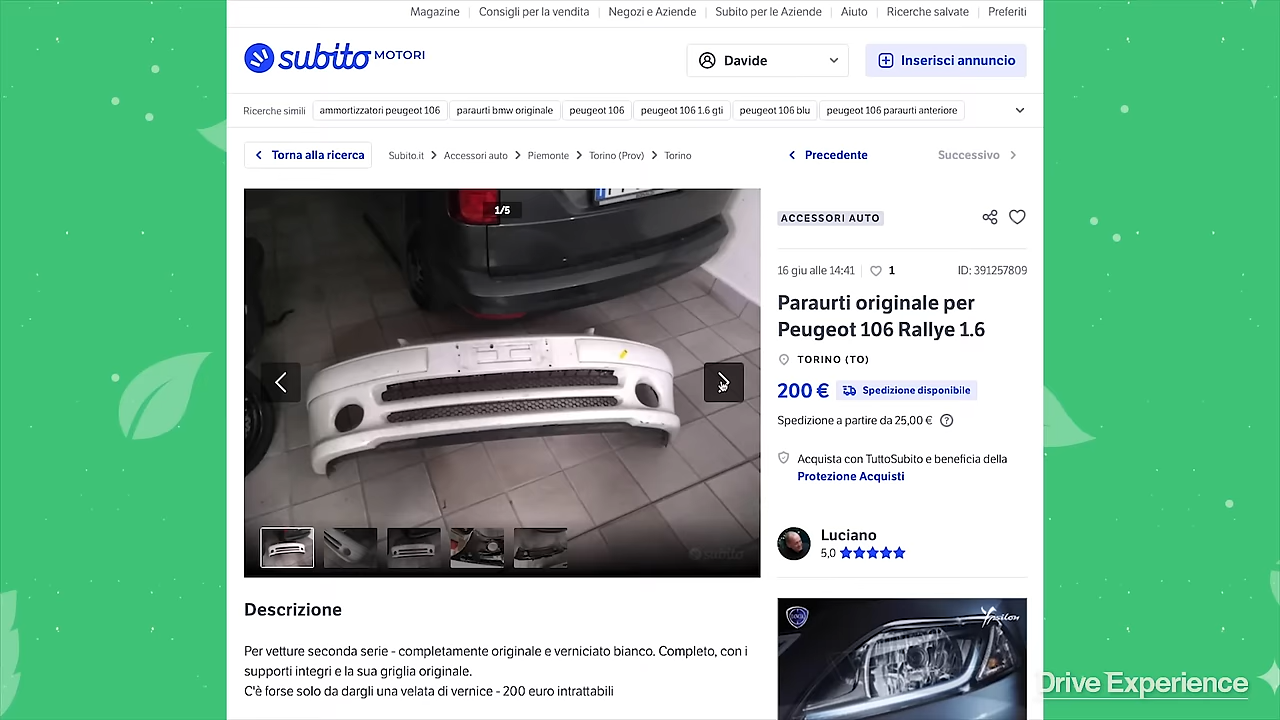 Magazine
Consigli per la vendita
Negozi e Aziende
Subito per le Aziende
Aiuto
Ricerche salvate
Preferiti
subito MOTORI
Davide
Inserisci annuncio
Ricerche simili
ammortizzatori peugeot 106
paraurti bmw originale
peugeot 106
peugeot 106 1.6 gti
peugeot 106 blu
peugeot 106 paraurti anteriore
Torna alla ricerca
Subito.it
Accessori auto
Piemonte
Torino (Prov)
Torino
Precedente
Successivo
1/5
ACCESSORI AUTO
16 giu alle 14:41
1
ID: 391257809
Paraurti originale per
Peugeot 106 Rallye 1.6
TORINO (TO)
200 €
Spedizione disponibile
Spedizione a partire da 25,00 €
Acquista con TuttoSubito e beneficia della
Protezione Acquisti
Luciano
5,0
subito
Descrizione
Per vetture seconda serie - completamente originale e verniciato bianco. Completo, con i
supporti integri e la sua griglia originale.
C'è forse solo da dargli una velata di vernice - 200 euro intrattabili
Ypsilon
Drive Experience